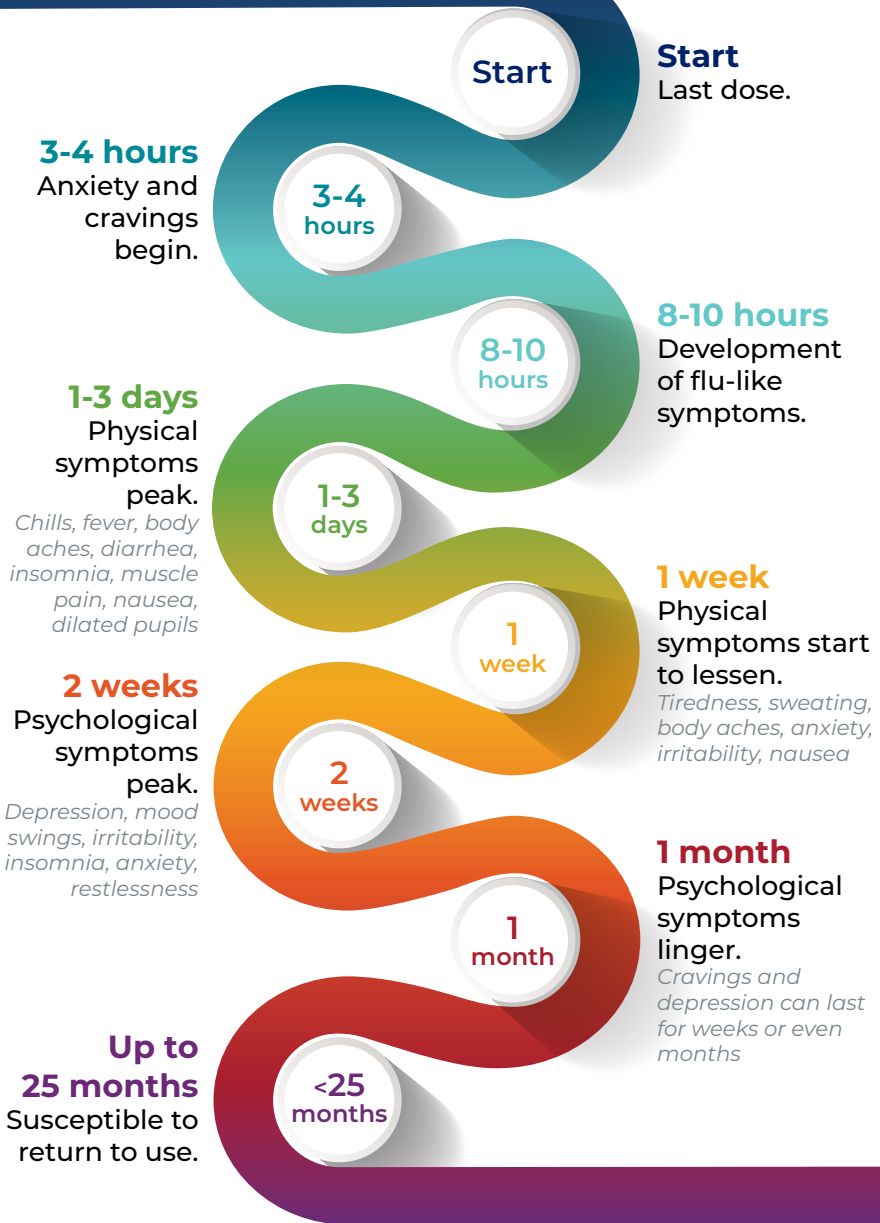 Start
Start
Last dose.
3-4 hours
Anxiety and
cravings
begin.
3-4
hours
8-10
hours
8-10 hours
Development
of flu-like
symptoms.
1-3 days
Physical
symptoms
peak.
Chills, fever, body
aches, diarrhea,
insomnia, muscle
pain, nausea,
dilated pupils
1-3
days
1
week
1 week
Physical
symptoms start
to lessen.
Tiredness, sweating,
body aches, anxiety,
irritability, nausea
2 weeks
Psychological
symptoms
peak.
Depression, mood
swings, irritability,
insomnia, anxiety,
restlessness
2
weeks
1
month
1 month
Psychological
symptoms
linger.
Cravings and
depression can last
for weeks or even
months
Up to
25 months
Susceptible to
return to use.
<25
months